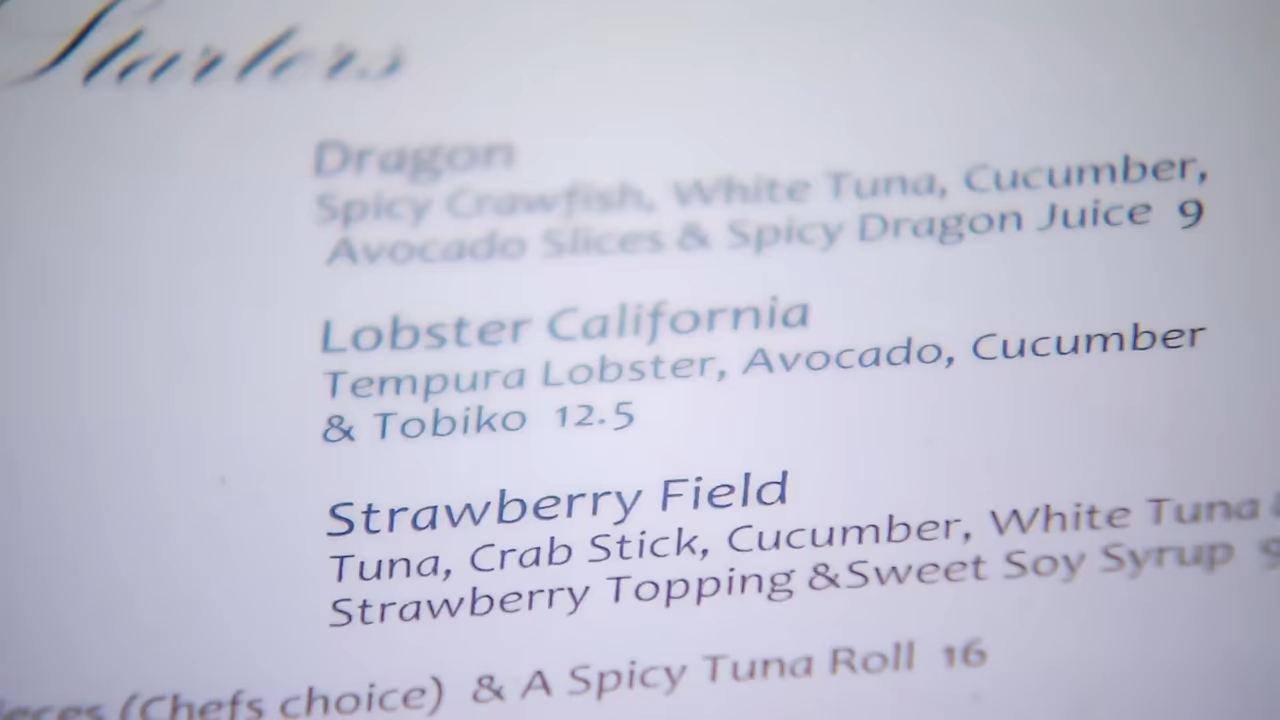 Starters
Dragon
Spicy Crawfish, White Tuna, Cucumber,
Avocado Slices & Spicy Dragon Juice 9
Lobster California
Tempura Lobster, Avocado, Cucumber
& Tobiko 12.5
Strawberry Field
Tuna, Crab Stick, Cucumber, White Tuna
Strawberry Topping &Sweet Soy Syrup
(Chefs choice) & A Spicy Tuna Roll 16